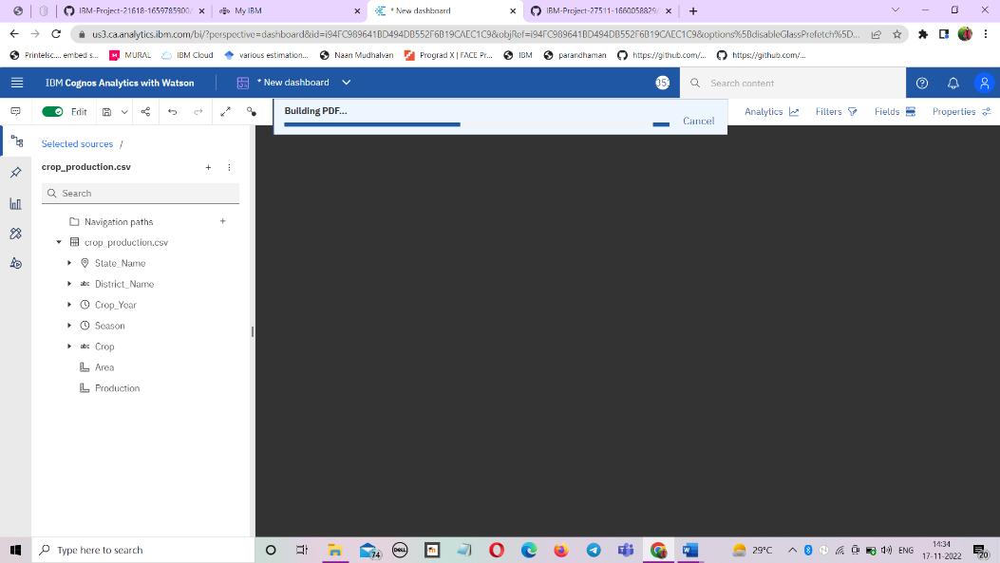 IBM-Project-21618-1659785900/
My IBM
* New dashboard
IBM-Project-27511-1660058829/
us3.ca.analytics.ibm.com/bi/?perspective=dashboard&id=i94FC989641BD494DB552F6B19CAEC1C9&objRef=i94FC989641BD494DB552F6B19CAEC1C9&options%5BdisableGlassPrefetch%5D...
Printelsc.... embed s...
MURAL
IBM Cloud
various estimation...
Naan Mudhalvan
Prograd X | FACE Pr...
IBM
parandhaman
https://github.com/...
https://github.com/...
IBM Cognos Analytics with Watson
* New dashboard
Search content
Edit
Building PDF...
Cancel
Analytics
Filters
Fields
Properties
Selected sources /
crop_production.csv
Search
Navigation paths
crop_production.csv
State_Name
abc District_Name
Crop_Year
Season
abc Crop
Area
Production
Type here to search
74
DELL
29°C
ENG
14:34
17-11-2022
20